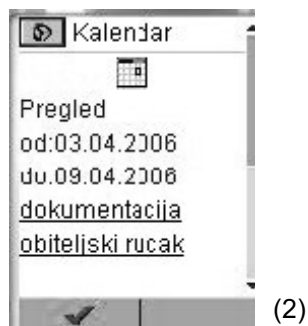 Kalendar
Pregled
od:03.04.2006
do:09.04.2006
dokumentacija
obiteljski rucak
(2)